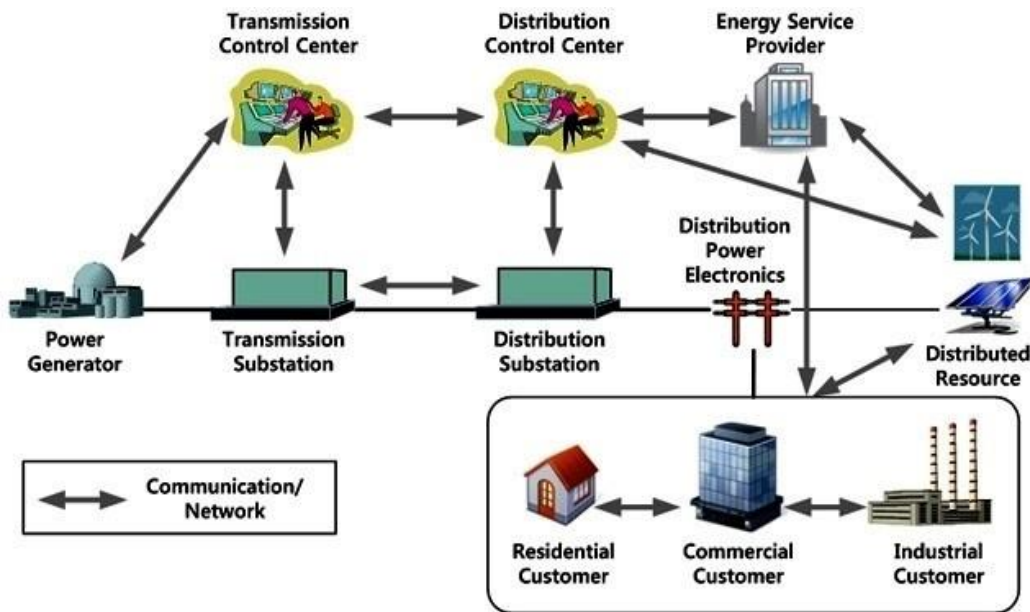 Transmission
Control Center
Distribution
Control Center
Energy Service
Provider
Distribution
Power
Electronics
Power
Generator
Transmission
Substation
Distribution
Substation
Distributed
Resource
Communication/
Network
Residential
Customer
Commercial
Customer
Industrial
Customer